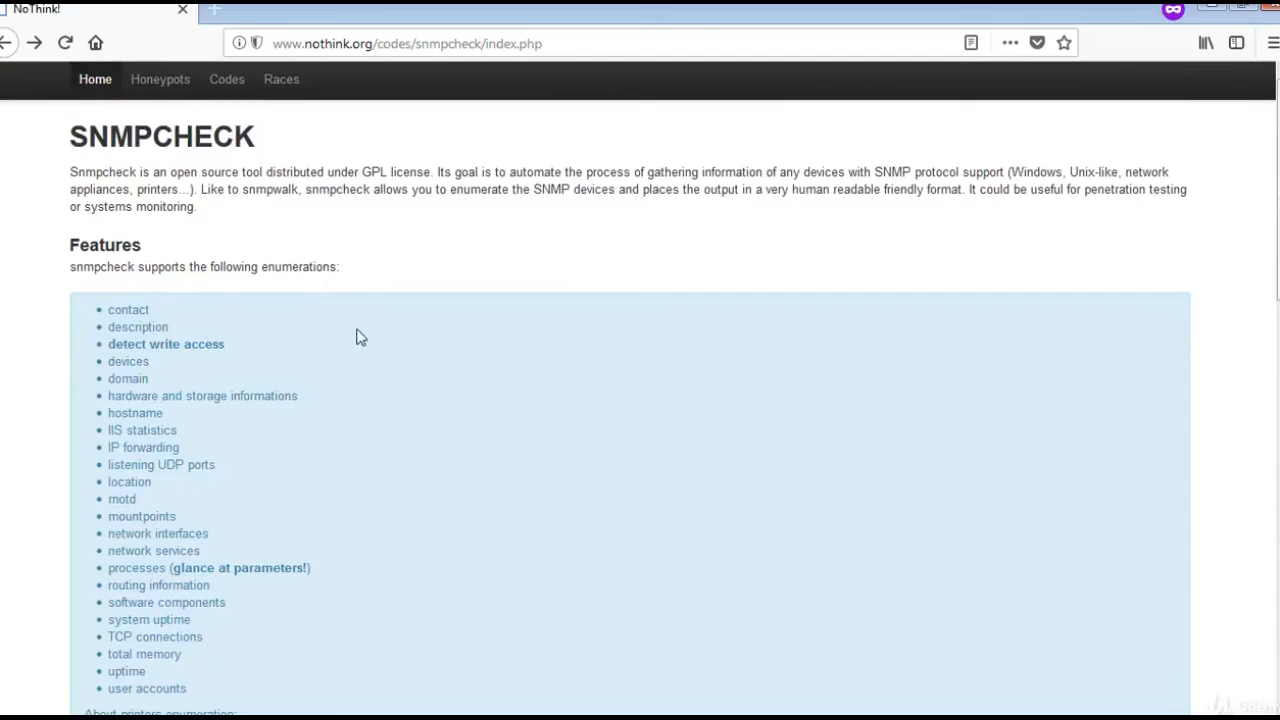 NoThink!
www.nothink.org/codes/snmpcheck/index.php
Home Honeypots Codes Races
SNMPCHECK
Snmpcheck is an open source tool distributed under GPL license. Its goal is to automate the process of gathering information of any devices with SNMP protocol support (Windows, Unix-like, network
appliances, printers...). Like to snmpwalk, snmpcheck allows you to enumerate the SNMP devices and places the output in a very human readable friendly format. It could be useful for penetration testing
or systems monitoring.
Features
snmpcheck supports the following enumerations:
• contact
• description
• detect write access
• devices
• domain
• hardware and storage informations
• hostname
• IIS statistics
• IP forwarding
• listening UDP ports
• location
• motd
• mountpoints
• network interfaces
• network services
• processes (glance at parameters!)
• routing information
• software components
• system uptime
• TCP connections
• total memory
• uptime
• user accounts
About printers enumeration: